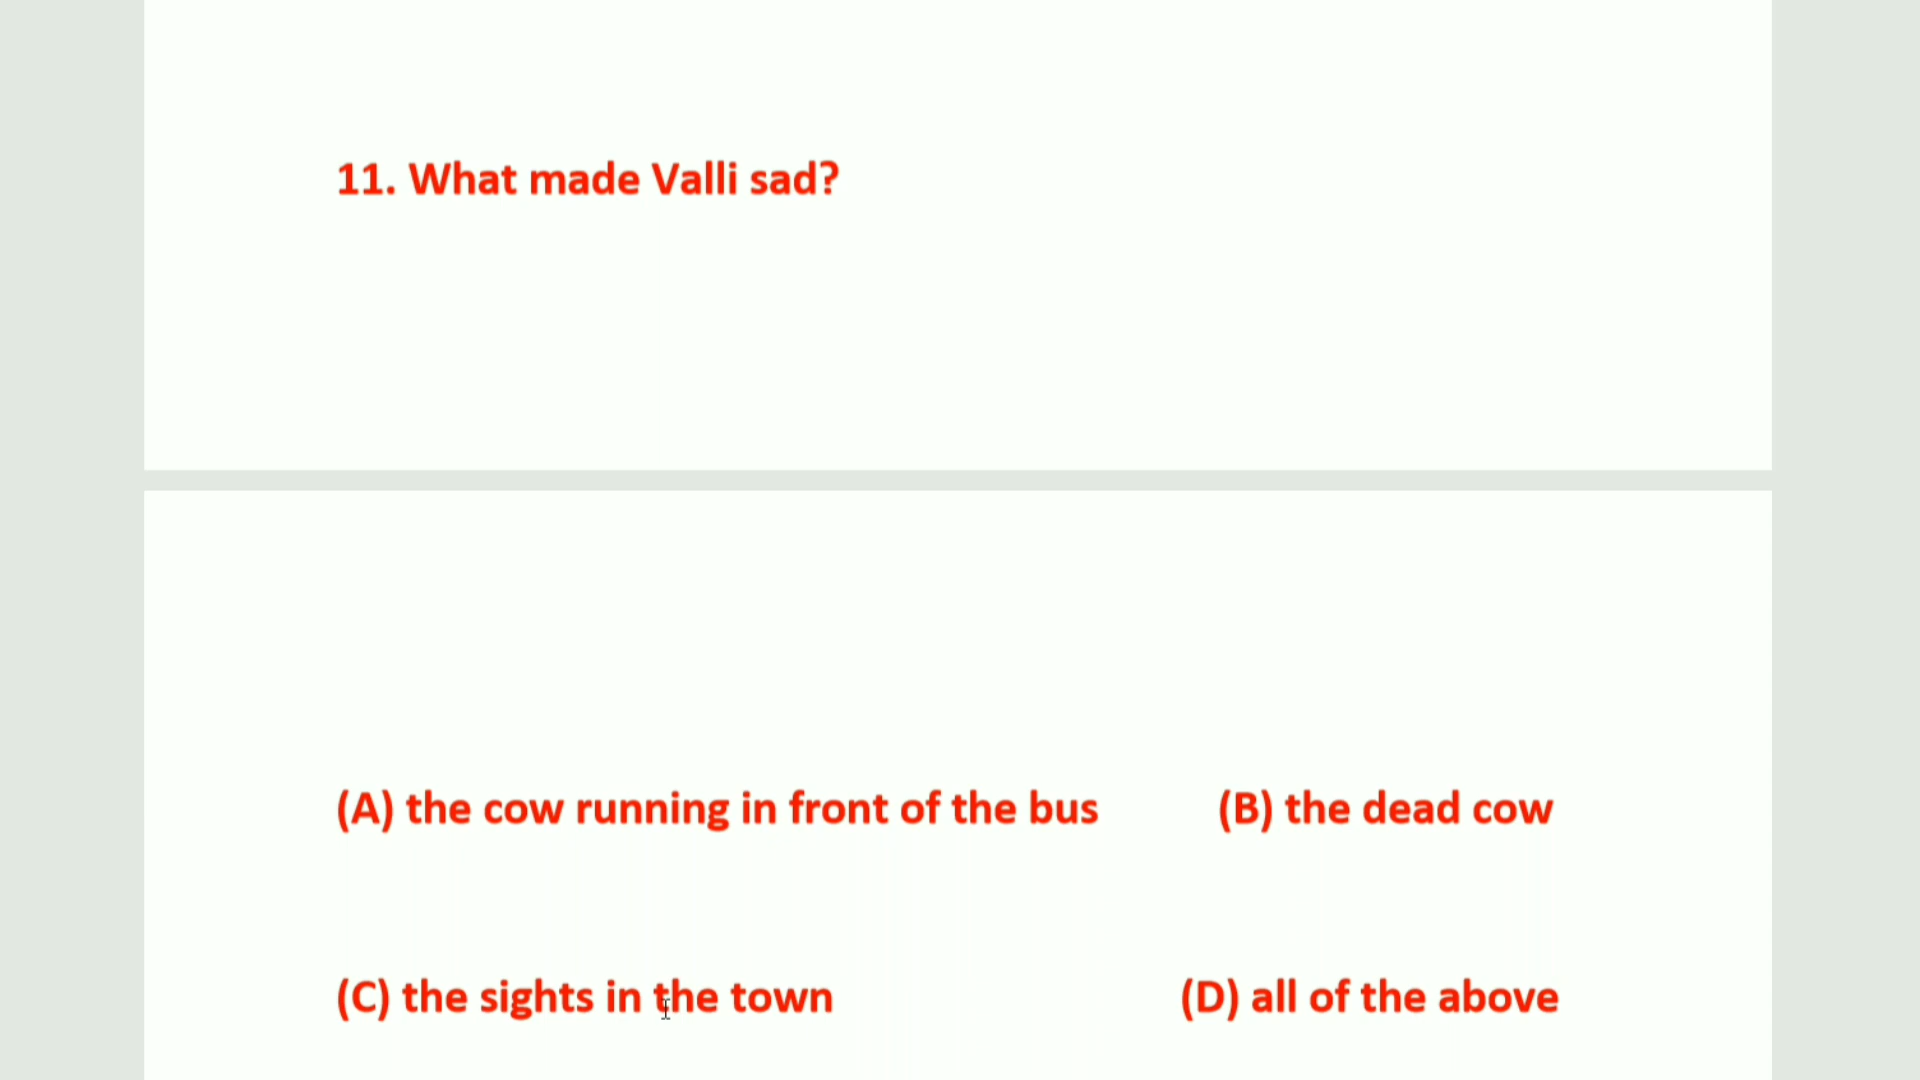 11. What made Valli sad?
(A) the cow running in front of the bus (B) the dead cow
(C) the sights in the town (D) all of the above